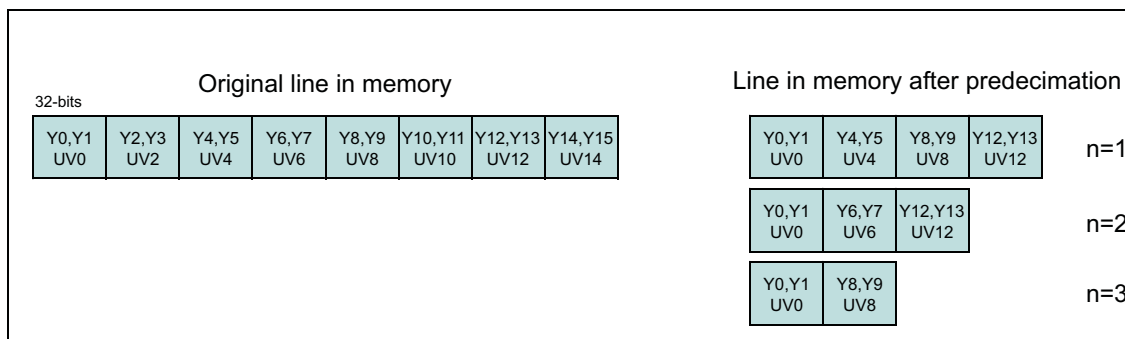 Original line in memory
32-bits
Y0,Y1 UV0
Y2,Y3 UV2
Y4,Y5 UV4
Y6,Y7 UV6
Y8,Y9 UV8
Y10,Y11 UV10
Y12,Y13 UV12
Y14,Y15 UV14
Line in memory after predecimation
Y0,Y1 UV0
Y4,Y5 UV4
Y8,Y9 UV8
Y12,Y13 UV12
n=1
Y0,Y1 UV0
Y6,Y7 UV6
Y12,Y13 UV12
n=2
Y0,Y1 UV0
Y8,Y9 UV8
n=3